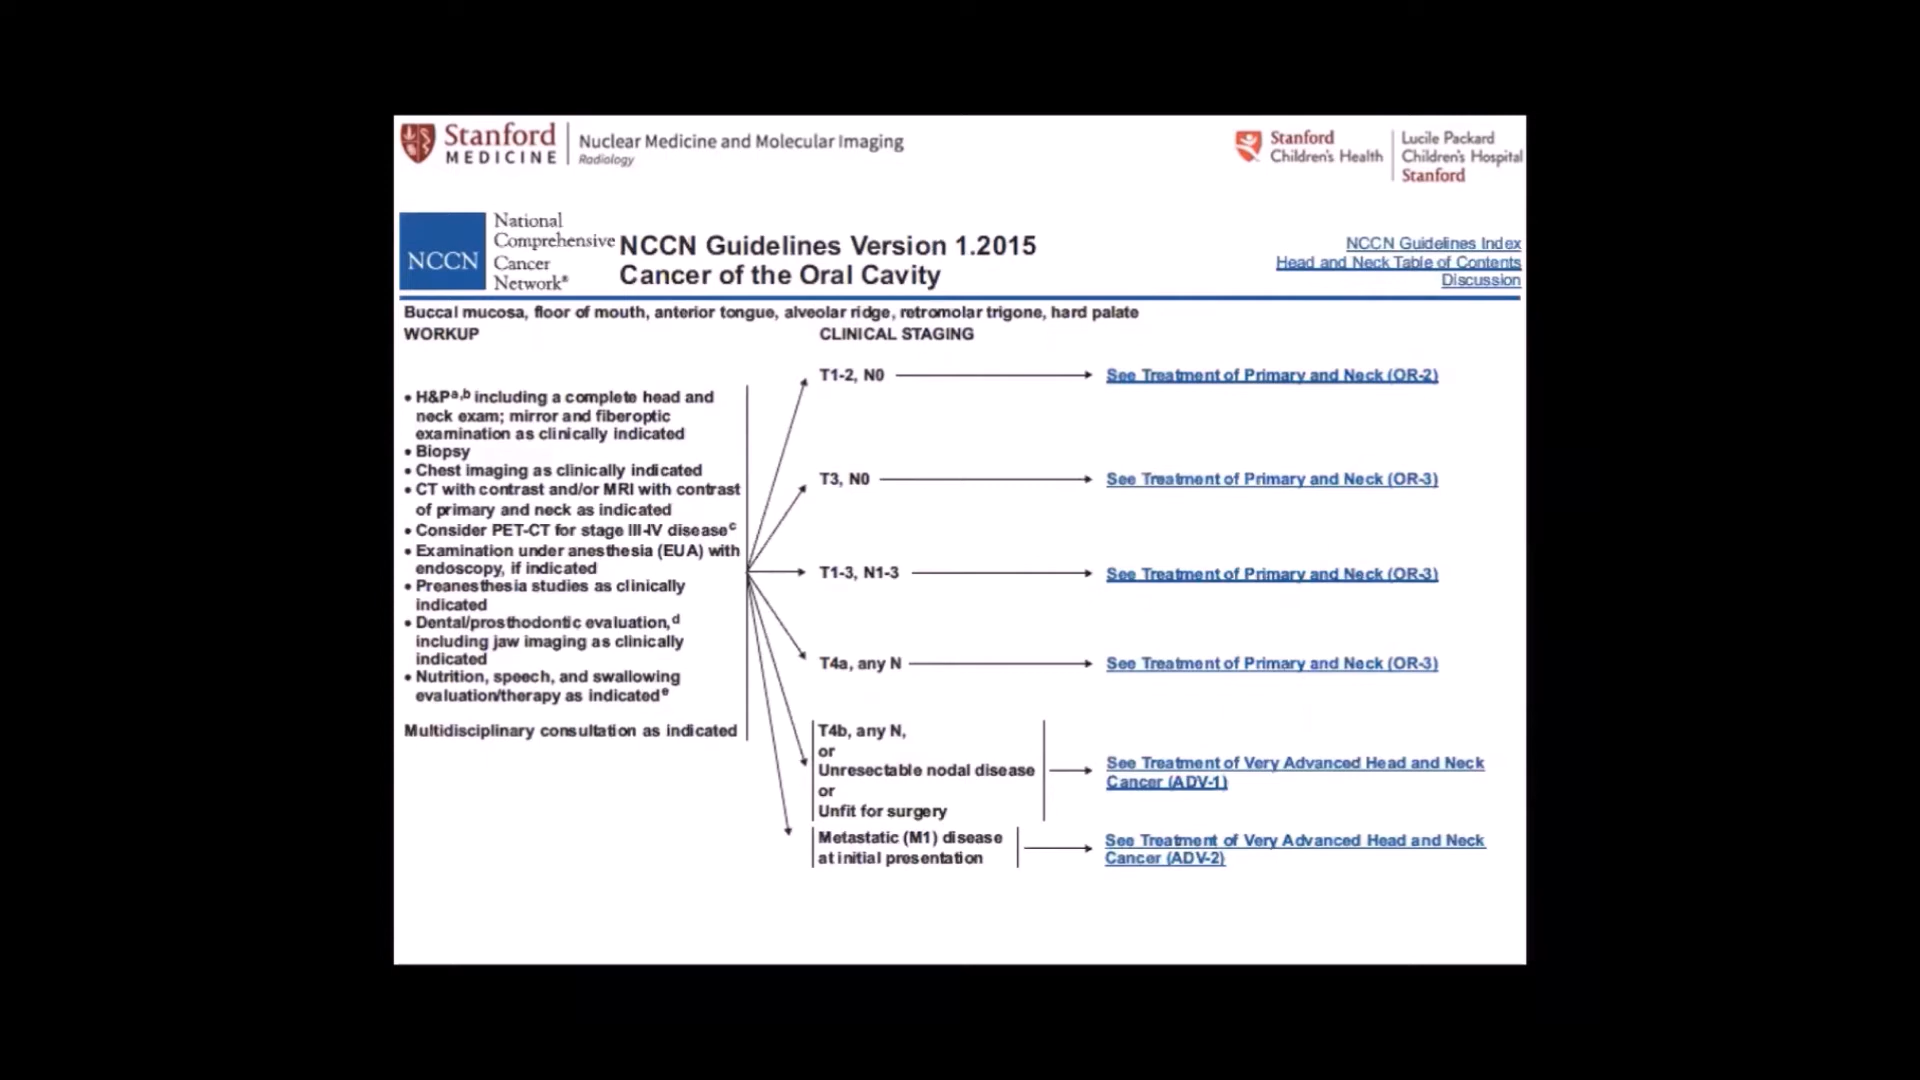 Stanford
MEDICINE
Nuclear Medicine and Molecular Imaging
Radiology
Stanford
Children's Health
Lucile Packard
Children's Hospital
Stanford
NCCN
National
Comprehensive
Cancer
Network®
NCCN Guidelines Version 1.2015
Cancer of the Oral Cavity
NCCN Guidelines Index
Head and Neck Table of Contents
Discussion
Buccal mucosa, floor of mouth, anterior tongue, alveolar ridge, retromolar trigone, hard palate
WORKUP
• H&Pa,b including a complete head and
neck exam; mirror and fiberoptic
examination as clinically indicated
• Biopsy
• Chest imaging as clinically indicated
• CT with contrast and/or MRI with contrast
of primary and neck as indicated
• Consider PET-CT for stage III-IV diseasec
• Examination under anesthesia (EUA) with
endoscopy, if indicated
• Preanesthesia studies as clinically
indicated
• Dental/prosthodontic evaluation,d
including jaw imaging as clinically
indicated
• Nutrition, speech, and swallowing
evaluation/therapy as indicatede
Multidisciplinary consultation as indicated
CLINICAL STAGING
T1-2, N0
See Treatment of Primary and Neck (OR-2)
T3, N0
See Treatment of Primary and Neck (OR-3)
T1-3, N1-3
See Treatment of Primary and Neck (OR-3)
T4a, any N
See Treatment of Primary and Neck (OR-3)
T4b, any N,
or
Unresectable nodal disease
or
Unfit for surgery
See Treatment of Very Advanced Head and Neck
Cancer (ADV-1)
Metastatic (M1) disease
at initial presentation
See Treatment of Very Advanced Head and Neck
Cancer (ADV-2)